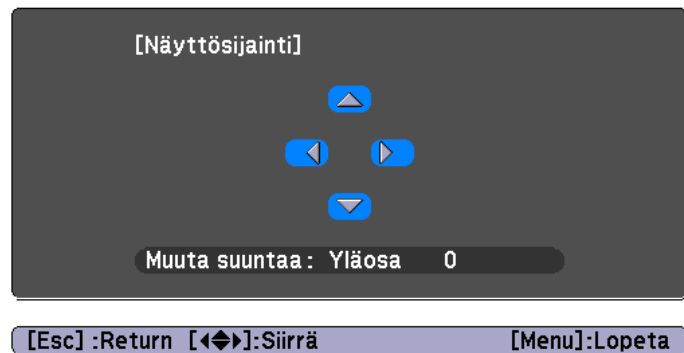 [Näyttösijainti]
Muuta suuntaa: Yläosa 0
[Esc] :Return [◀◆▶]:Siirrä [Menu]:Lopeta